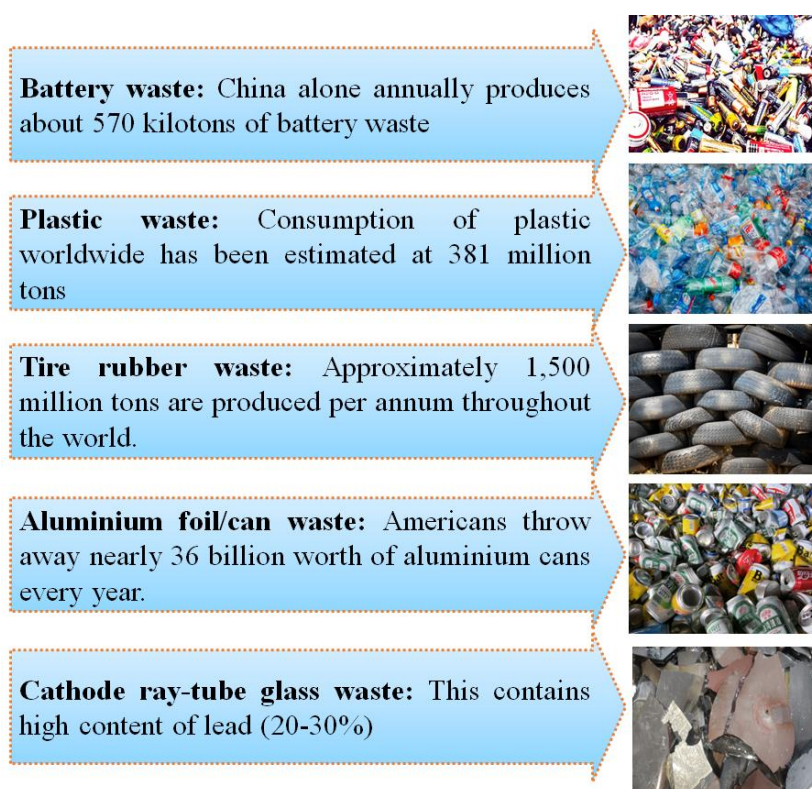 Battery waste: China alone annually produces
about 570 kilotons of battery waste
Plastic waste: Consumption of plastic
worldwide has been estimated at 381 million
tons
Tire rubber waste: Approximately 1,500
million tons are produced per annum throughout
the world.
Aluminium foil/can waste: Americans throw
away nearly 36 billion worth of aluminium cans
every year.
Cathode ray-tube glass waste: This contains
high content of lead (20-30%)